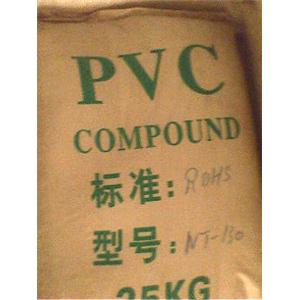 PVC
COMPOUND
标准: ROHS
型号: NT-130
25KG